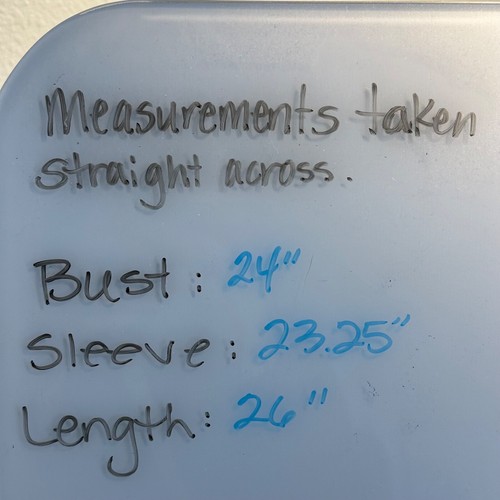 Measurements taken
straight across.
Bust: 24"
Sleeve: 23.25"
Length: 26"